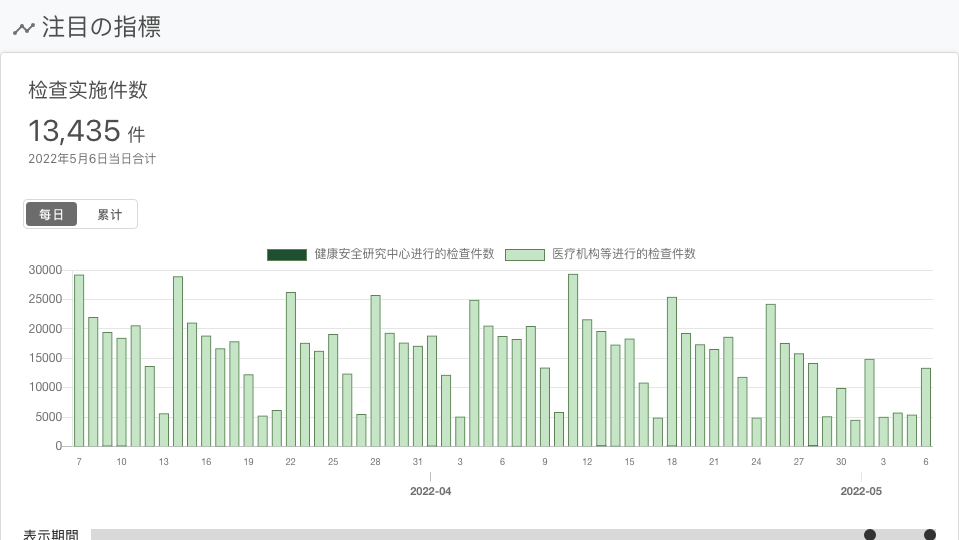 注目の指標
检查实施件数
13,435 件
2022年5月6日当日合计
每日 累计
健康安全研究中心进行的检查件数 医疗机构等进行的检查件数
30000
25000
20000
15000
10000
5000
0
7 10 13 16 19 22 25 28 31 3 6 9 12 15 18 21 24 27 30 3 6
2022-04 2022-05
表示期間